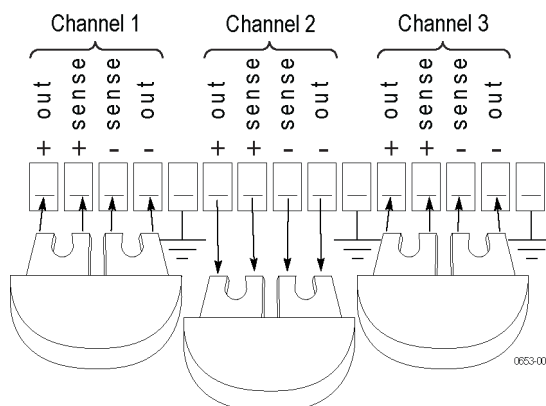 Channel 1 Channel 2 Channel 3
+ out + sense - sense - out + out + sense - sense - out + out + sense - sense - out
0653-00